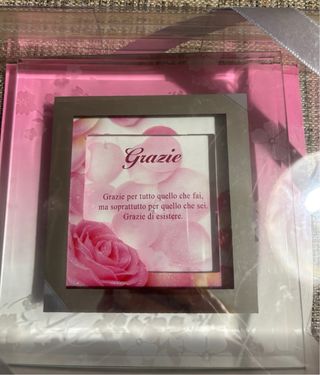 Grazie
Grazie per tutto quello che fai,
ma soprattutto per quello che sei.
Grazie di esistere.